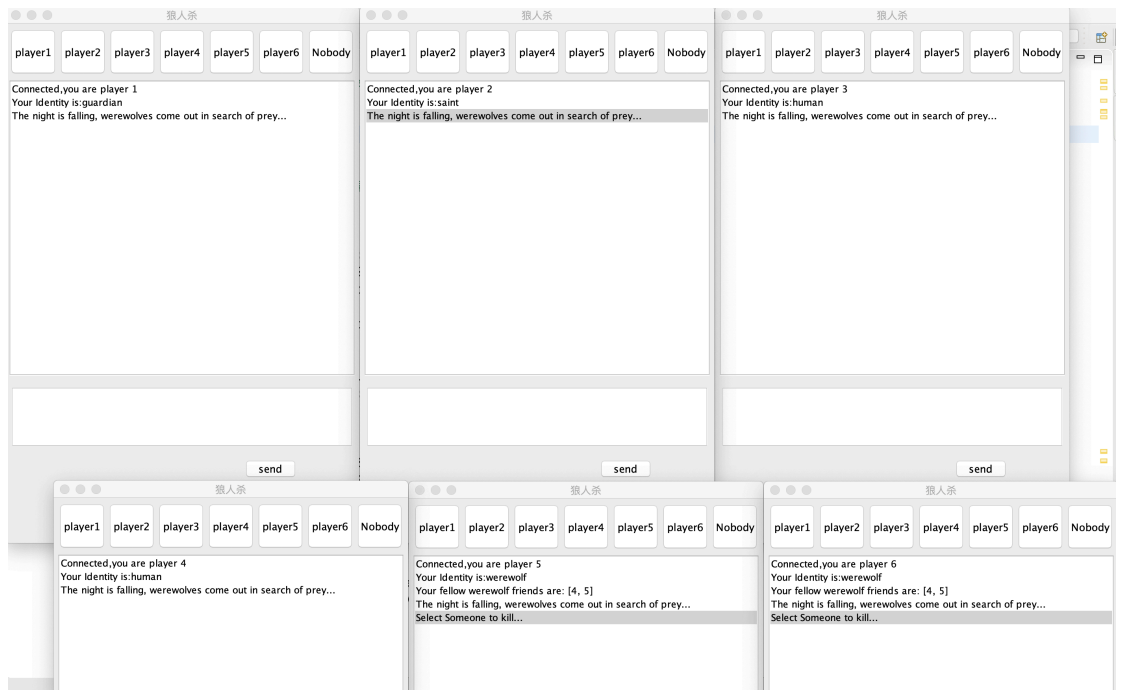 狼人杀
player1 player2 player3 player4 player5 player6 Nobody
Connected,you are player 1
Your Identity is:guardian
The night is falling, werewolves come out in search of prey...
send
狼人杀
player1 player2 player3 player4 player5 player6 Nobody
Connected,you are player 2
Your Identity is:saint
The night is falling, werewolves come out in search of prey...
send
狼人杀
player1 player2 player3 player4 player5 player6 Nobody
Connected,you are player 3
Your Identity is:human
The night is falling, werewolves come out in search of prey...
send
狼人杀
player1 player2 player3 player4 player5 player6 Nobody
Connected,you are player 4
Your Identity is:human
The night is falling, werewolves come out in search of prey...
狼人杀
player1 player2 player3 player4 player5 player6 Nobody
Connected,you are player 5
Your Identity is:werewolf
Your fellow werewolf friends are: [4, 5]
The night is falling, werewolves come out in search of prey...
Select Someone to kill...
狼人杀
player1 player2 player3 player4 player5 player6 Nobody
Connected,you are player 6
Your Identity is:werewolf
Your fellow werewolf friends are: [4, 5]
The night is falling, werewolves come out in search of prey...
Select Someone to kill...